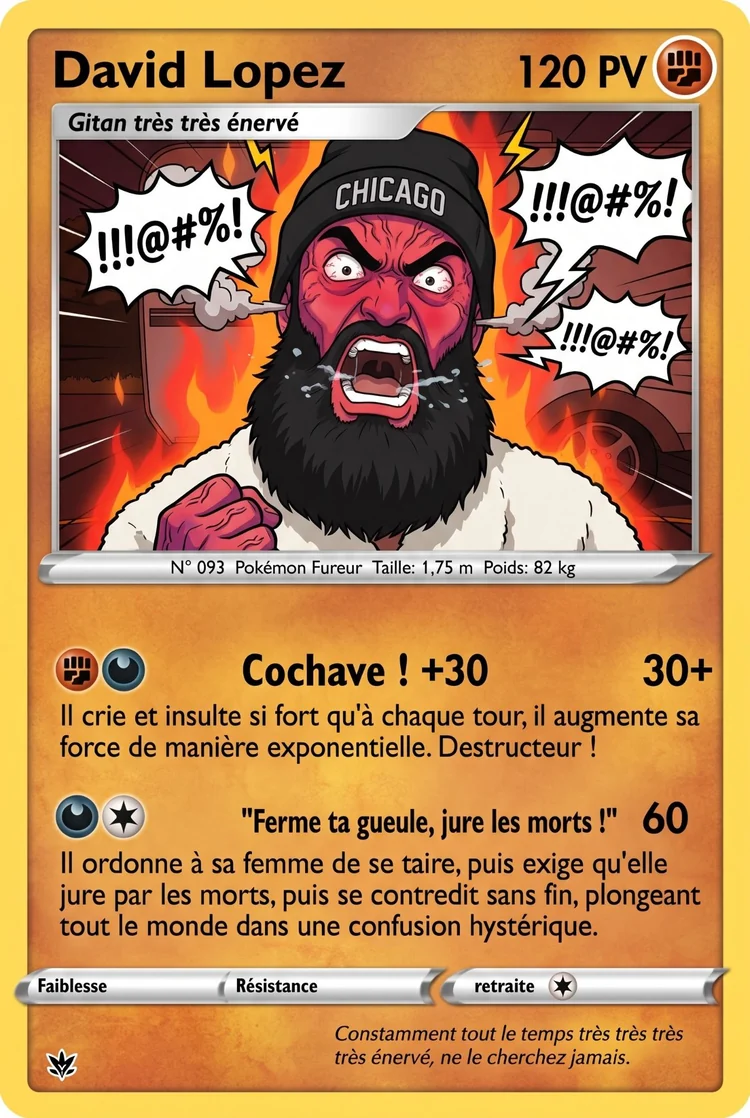 David Lopez 120 PV
Gitan très très énervé
CHICAGO
!!!@#%!
!!!@#%!
!!!@#%!
N° 093 Pokémon Fureur Taille: 1,75 m Poids: 82 kg
Cochave ! +30 30+
Il crie et insulte si fort qu'à chaque tour, il augmente sa
force de manière exponentielle. Destructeur !
"Ferme ta gueule, jure les morts !" 60
Il ordonne à sa femme de se taire, puis exige qu'elle
jure par les morts, puis se contredit sans fin, plongeant
tout le monde dans une confusion hystérique.
Faiblesse Résistance retraite
Constamment tout le temps très très très
très énervé, ne le cherchez jamais.